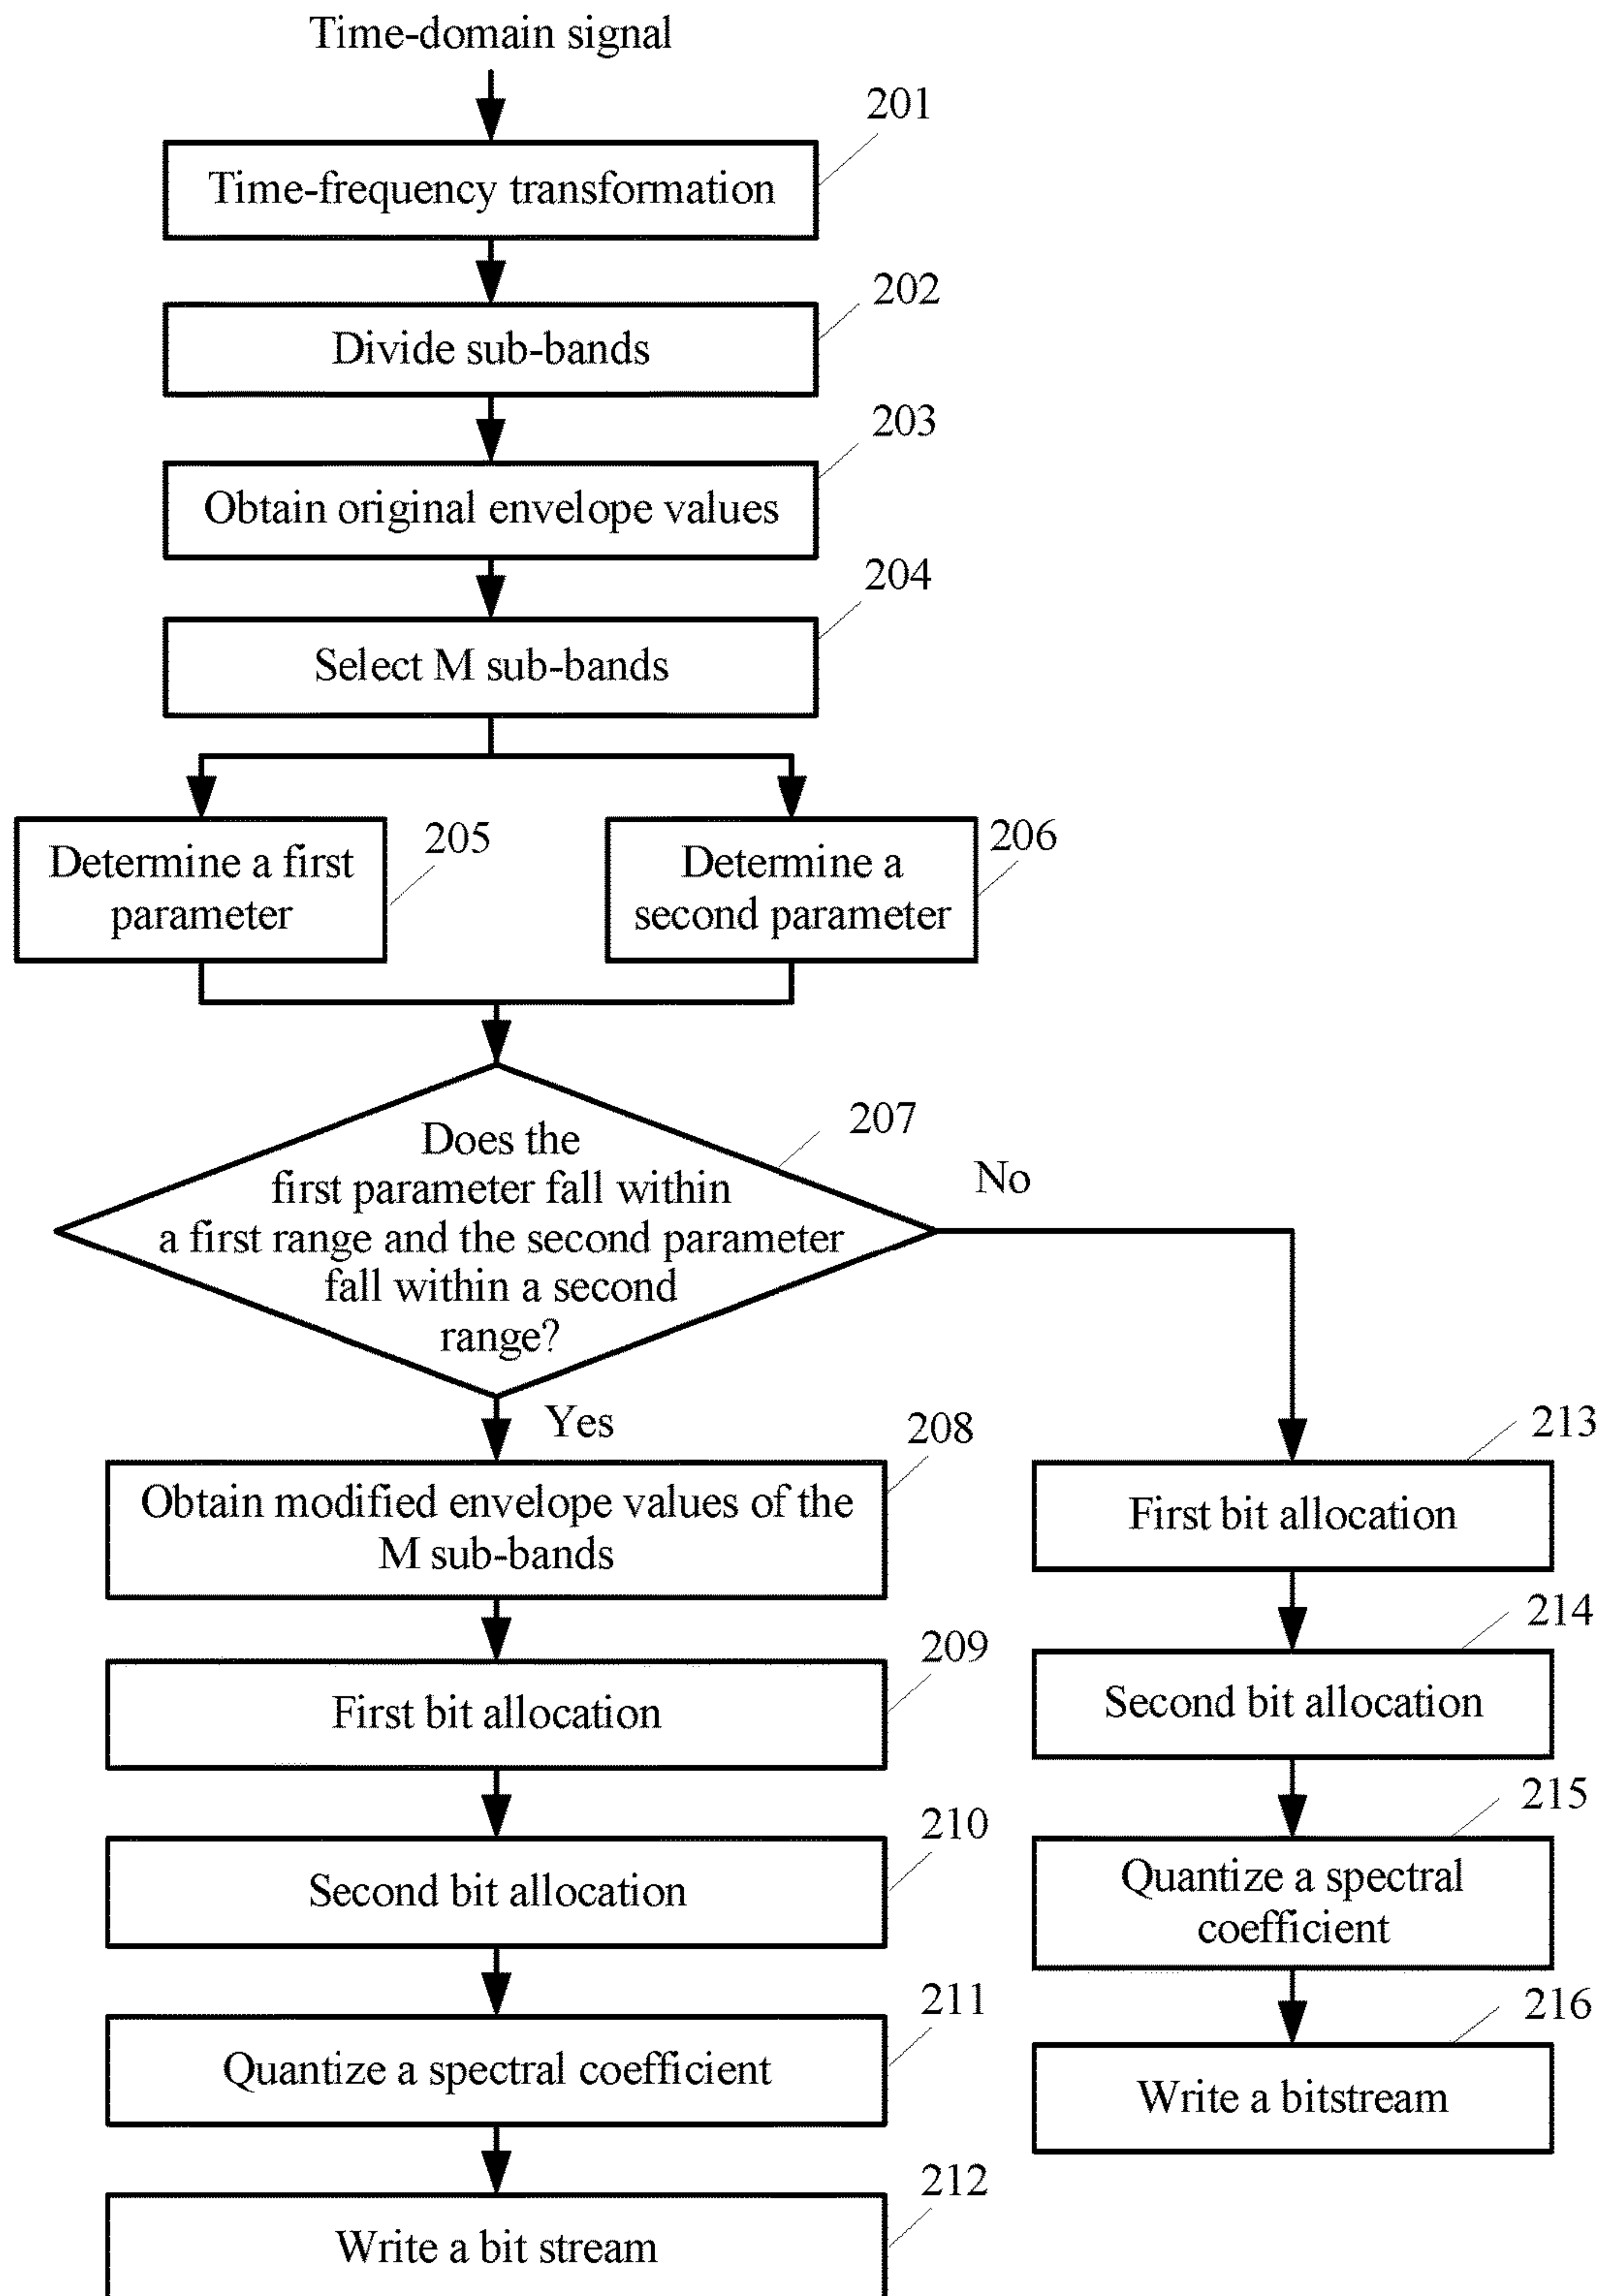 Time-domain signal
201
Time-frequency transformation
202
Divide sub-bands
203
Obtain original envelope values
204
Select M sub-bands
205
Determine a first
parameter
206
Determine a
second parameter
207
Does the
first parameter fall within
a first range and the second parameter
fall within a second
range?
No
Yes
208
Obtain modified envelope values of the
M sub-bands
209
First bit allocation
210
Second bit allocation
211
Quantize a spectral coefficient
212
Write a bit stream
213
First bit allocation
214
Second bit allocation
215
Quantize a spectral
coefficient
216
Write a bitstream